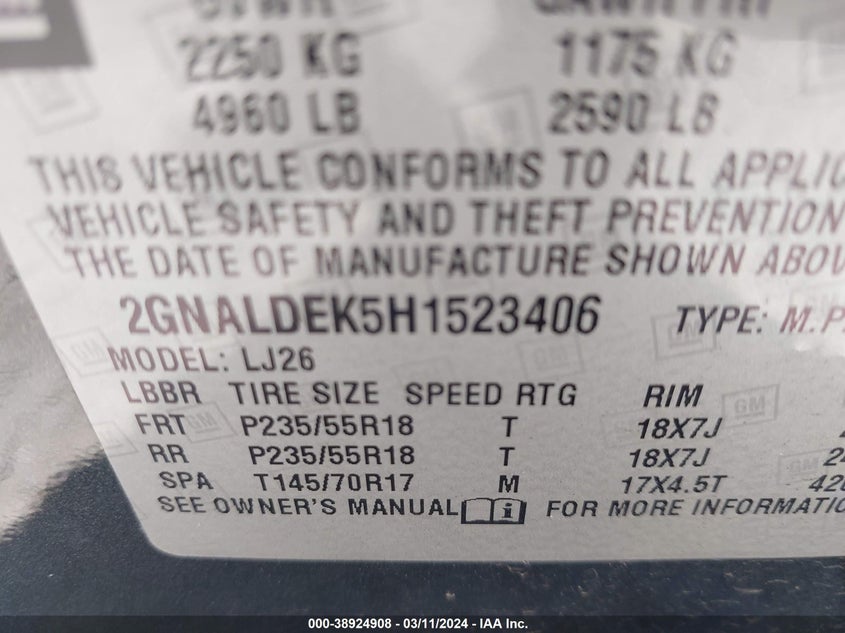 2250 KG 1175 KG
4960 LB 2590 LB
THIS VEHICLE CONFORMS TO ALL APPLIC
VEHICLE SAFETY AND THEFT PREVENTION
THE DATE OF MANUFACTURE SHOWN ABOV
2GNALDEK5H1523406 TYPE: M.P.
MODEL: LJ26
LBBR TIRE SIZE SPEED RTG RIM
FRT P235/55R18 T 18X7J
RR P235/55R18 T 18X7J 24
SPA T145/70R17 M 17X4.5T 420
SEE OWNER'S MANUAL i FOR MORE INFORMATIO
GM
000-38924908 - 03/11/2024 - IAA Inc.